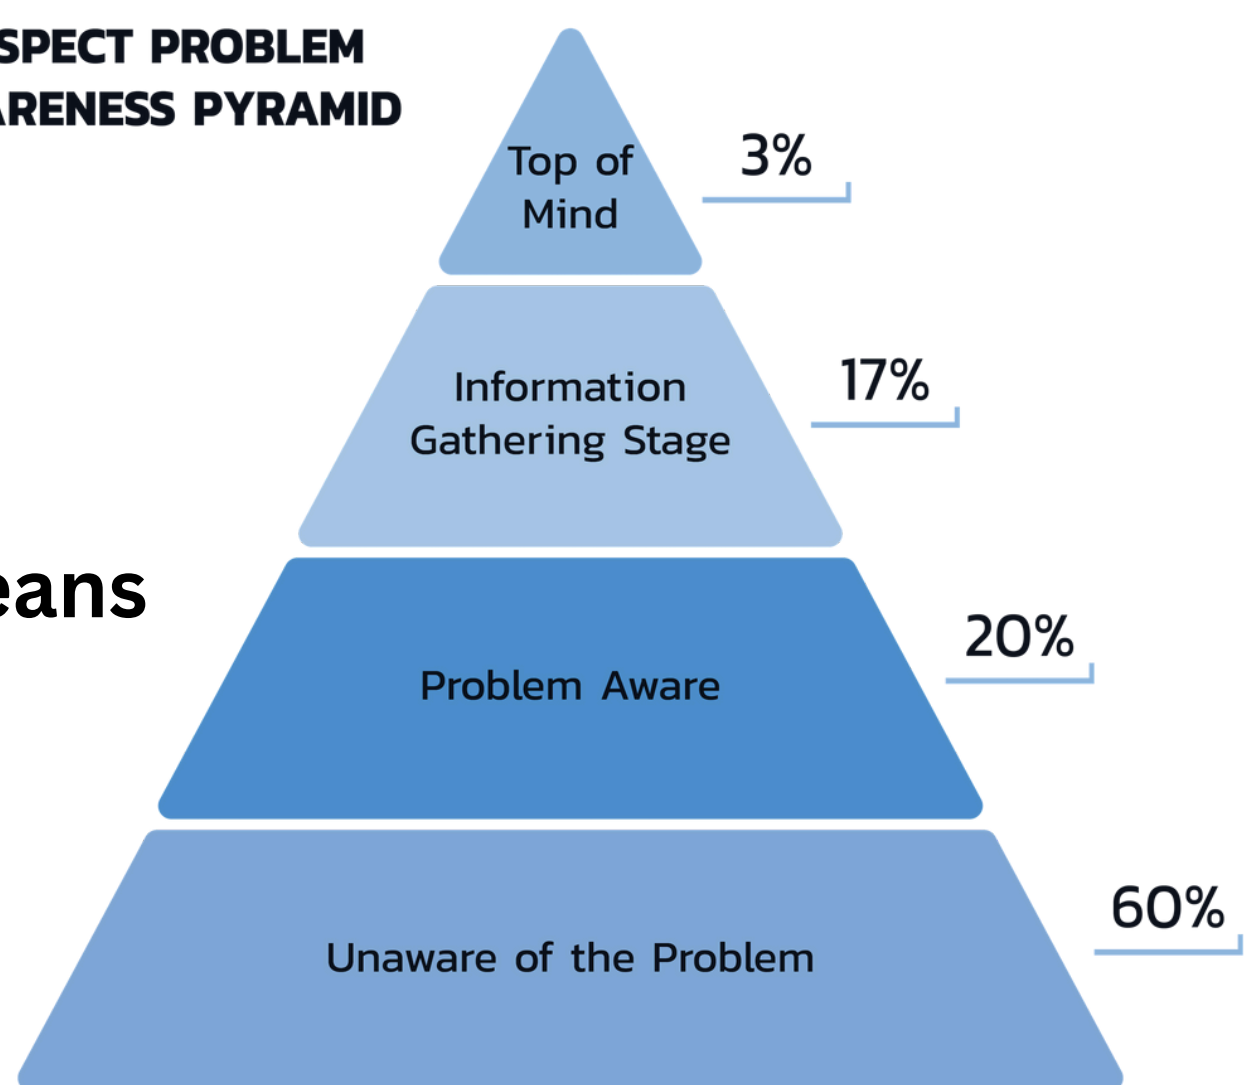 SPECT PROBLEM
ARENESS PYRAMID
Top of
Mind
3%
Information
Gathering Stage
17%
eans
Problem Aware
20%
Unaware of the Problem
60%